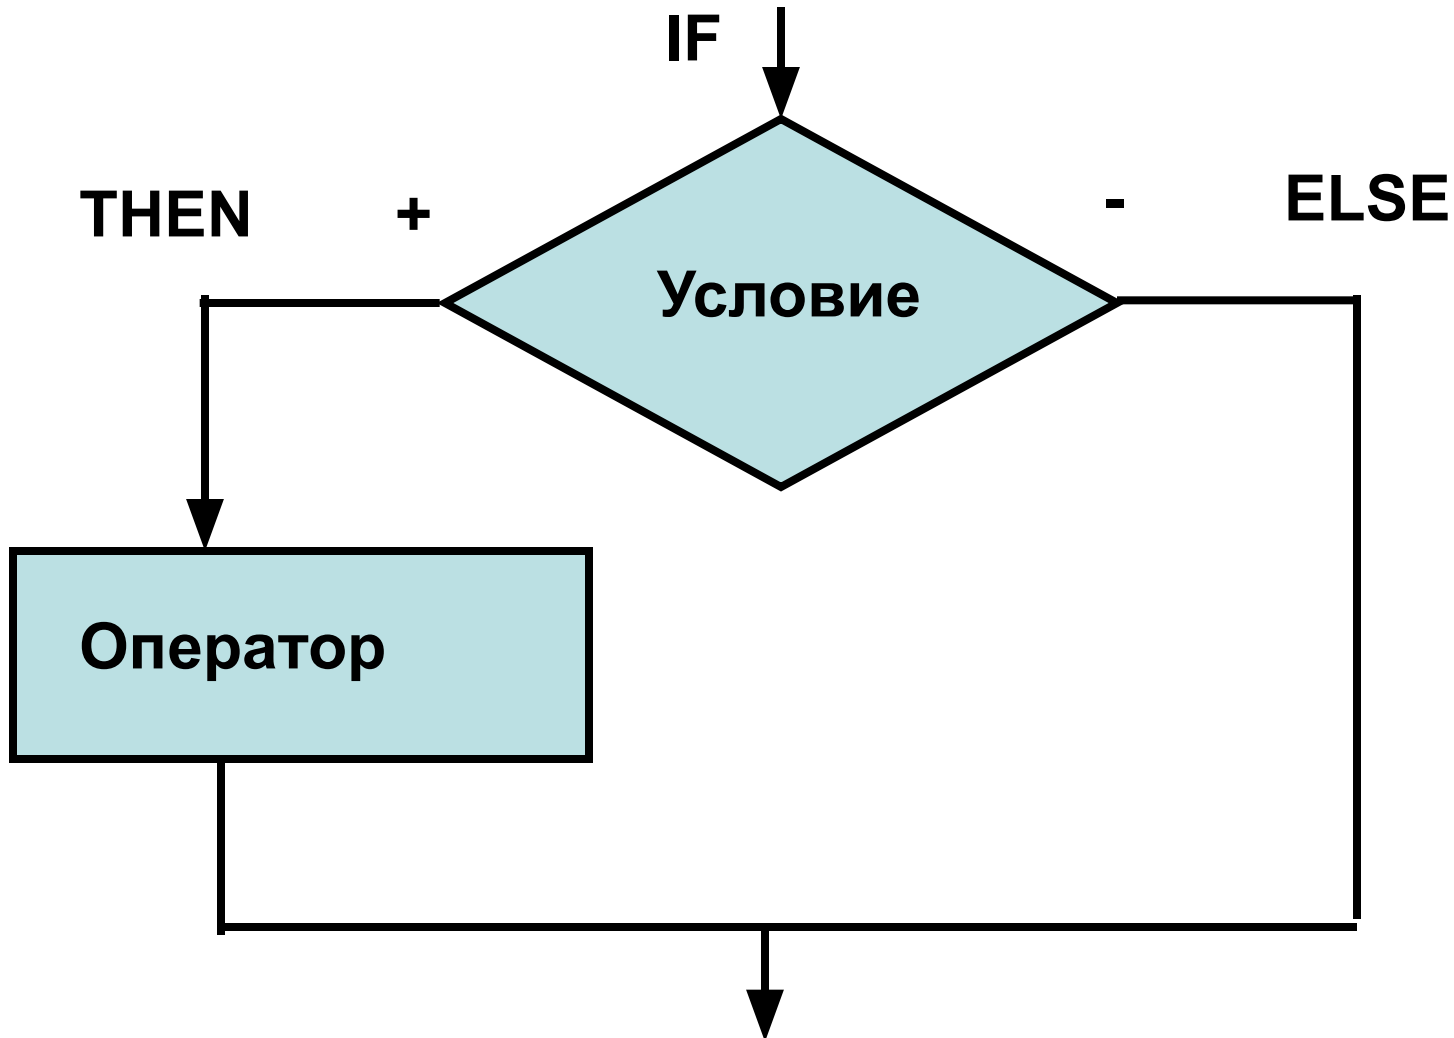 IF
THEN
+
-
ELSE
Условие
Оператор